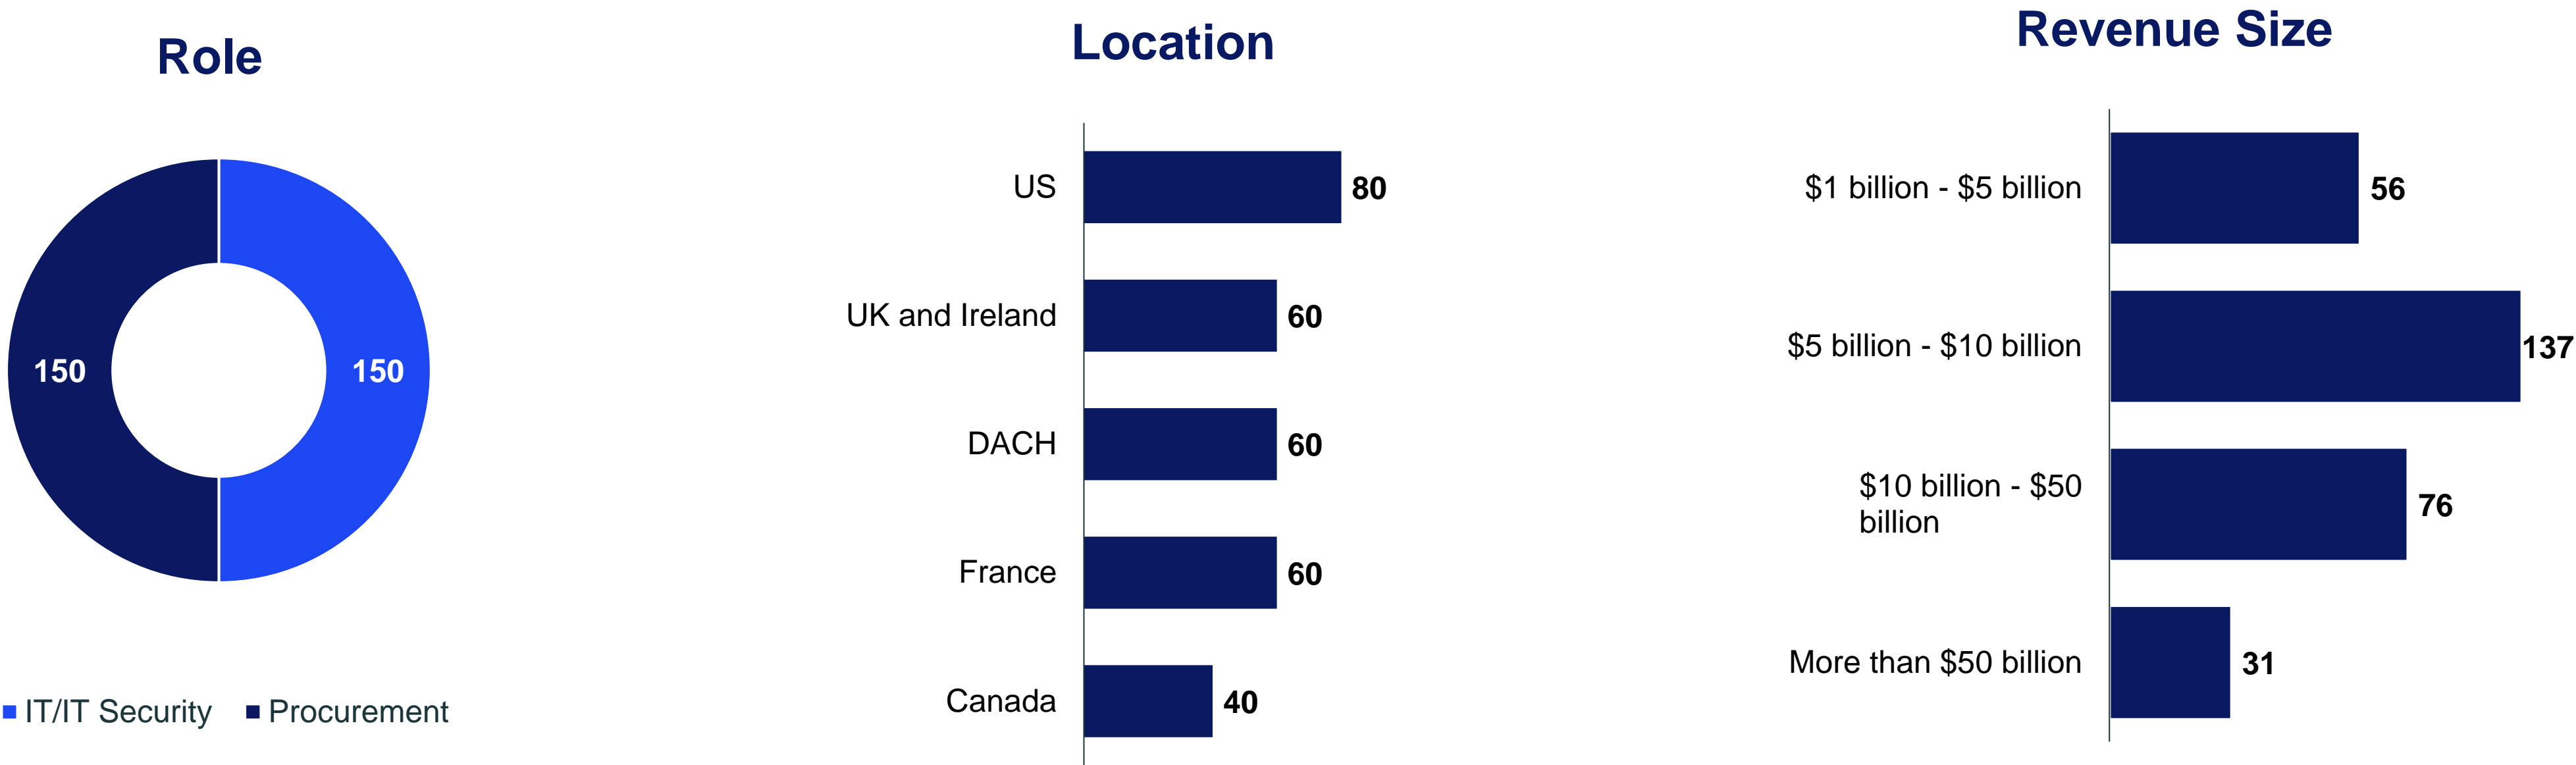 Role
150
150
IT/IT Security
Procurement
Location
US
80
UK and Ireland
60
DACH
60
France
60
Canada
40
Revenue Size
$1 billion - $5 billion
56
$5 billion - $10 billion
137
$10 billion - $50
billion
76
More than $50 billion
31